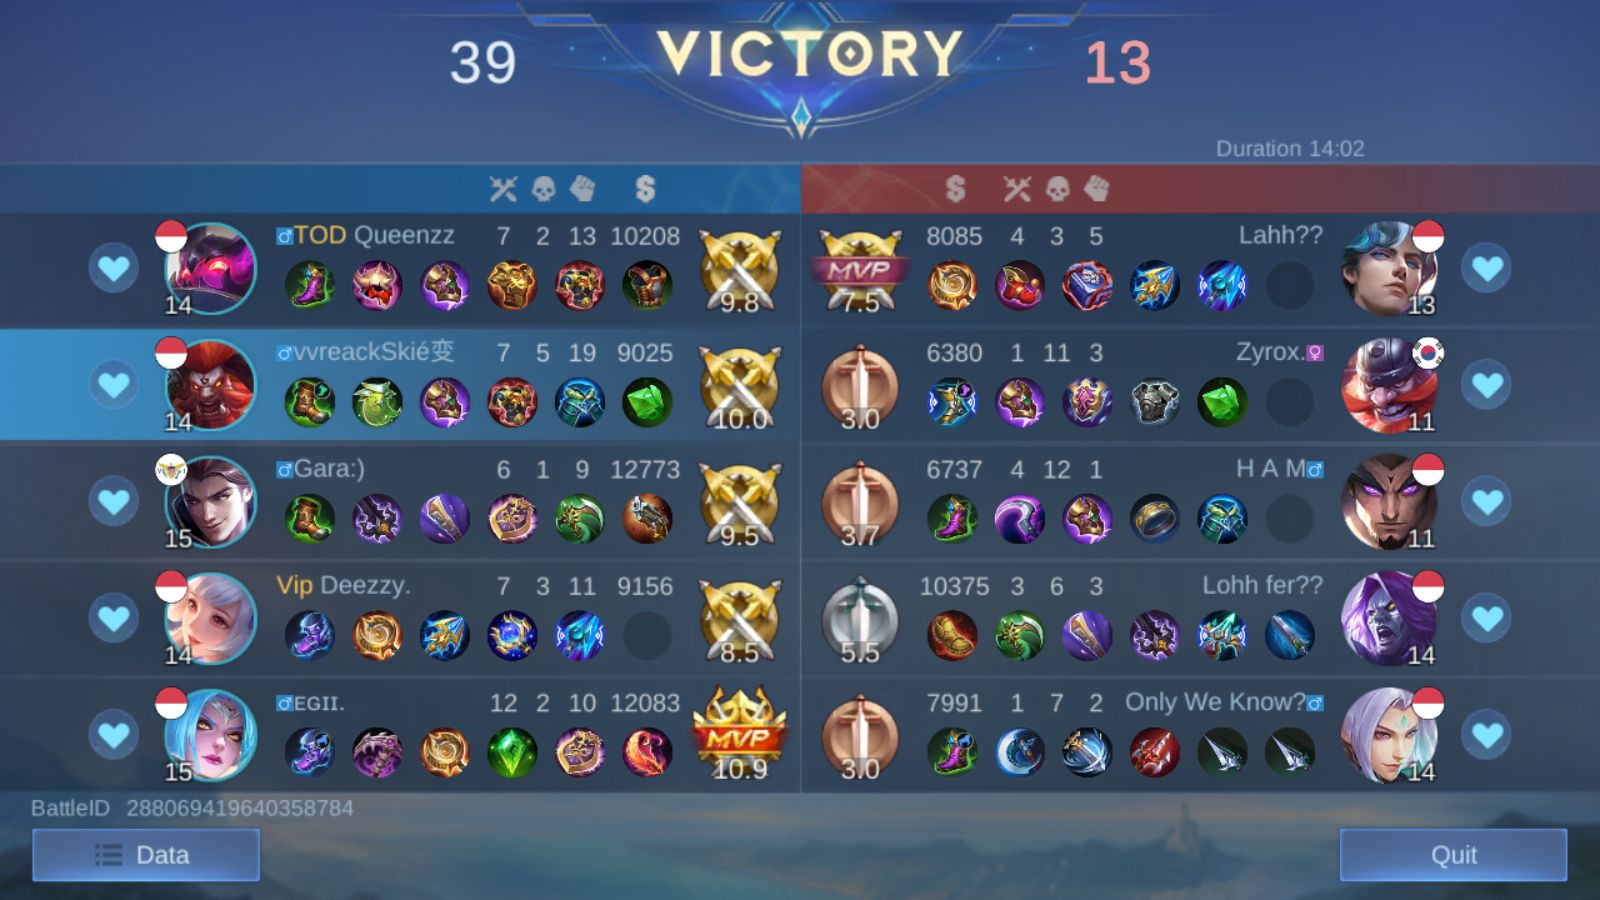 39 VICTORY 13
Duration 14:02
TOD Queenzz 7 2 13 10208
14 9.8
8085 4 3 5 Lahh??
MVP 7.5 13
vvreackSkié变 7 5 19 9025
14 10.0
6380 1 11 3 Zyrox.
3.0 11
Gara:) 6 1 9 12773
15 9.5
6737 4 12 1 H A M
3.7 11
Vip Deezzy. 7 3 11 9156
14 8.5
10375 3 6 3 Lohh fer??
5.5 14
EGII. 12 2 10 12083
15 MVP 10.9
7991 1 7 2 Only We Know?
3.0 14
BattleID 288069419640358784
Data
Quit